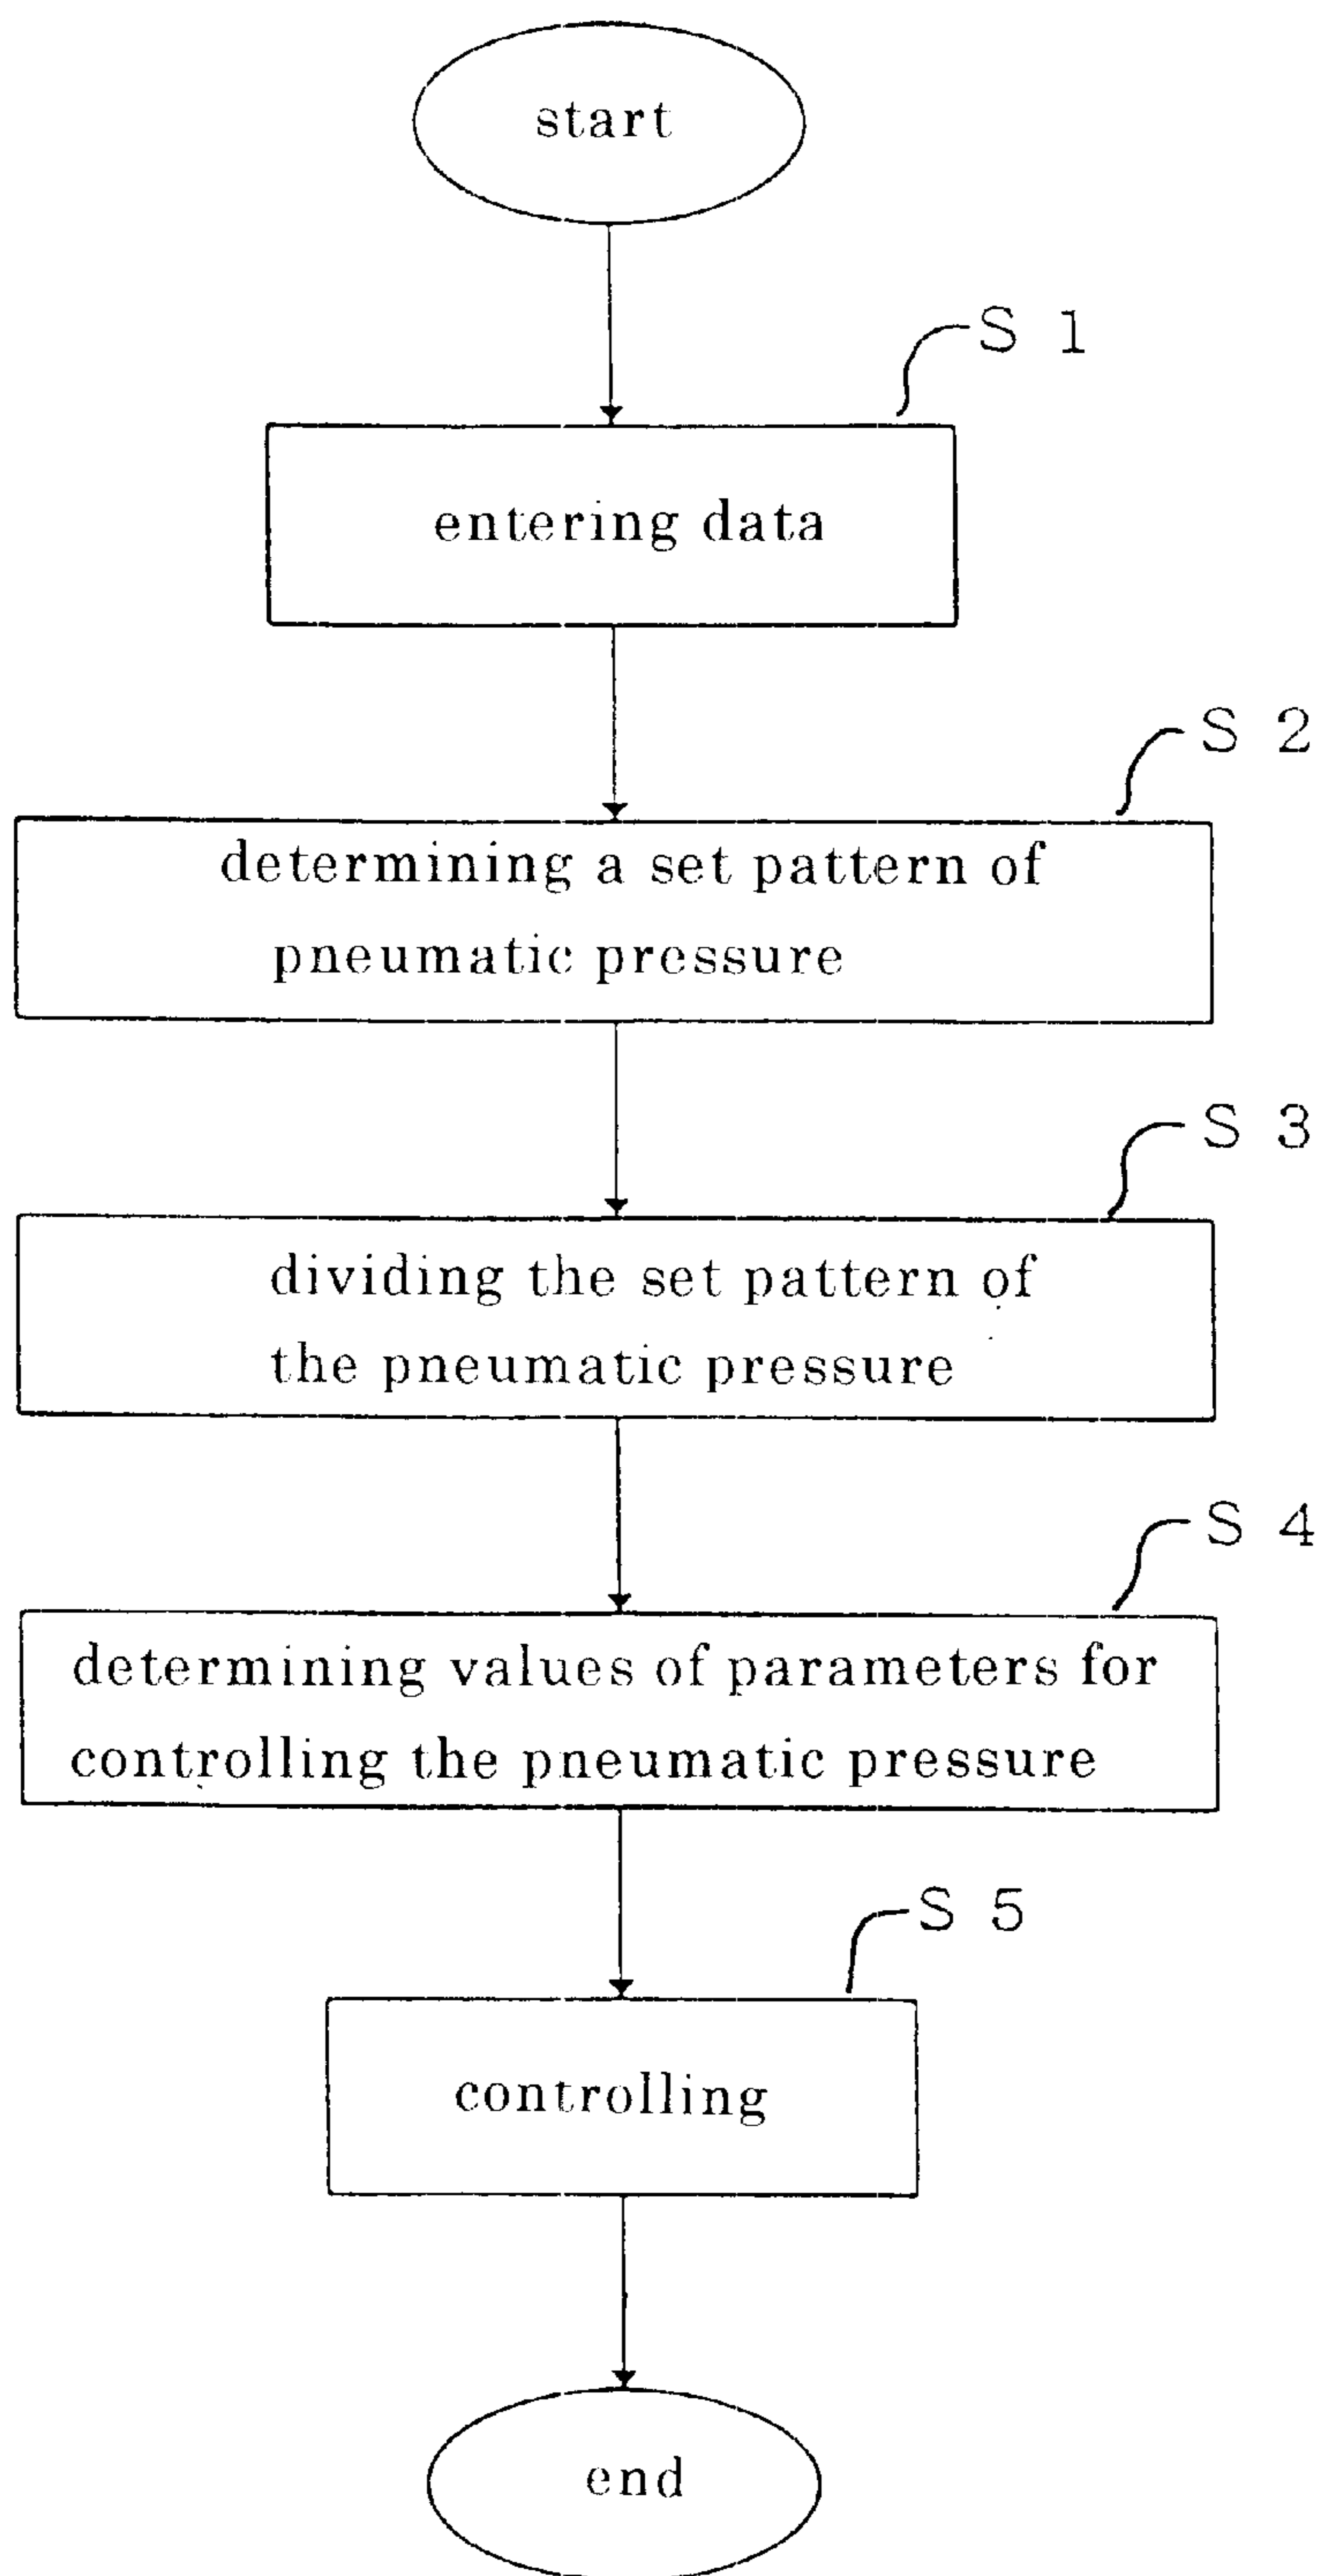 start
S 1
entering data
S 2
determining a set pattern of
pneumatic pressure
S 3
dividing the set pattern of
the pneumatic pressure
S 4
determining values of parameters for
controlling the pneumatic pressure
S 5
controlling
end